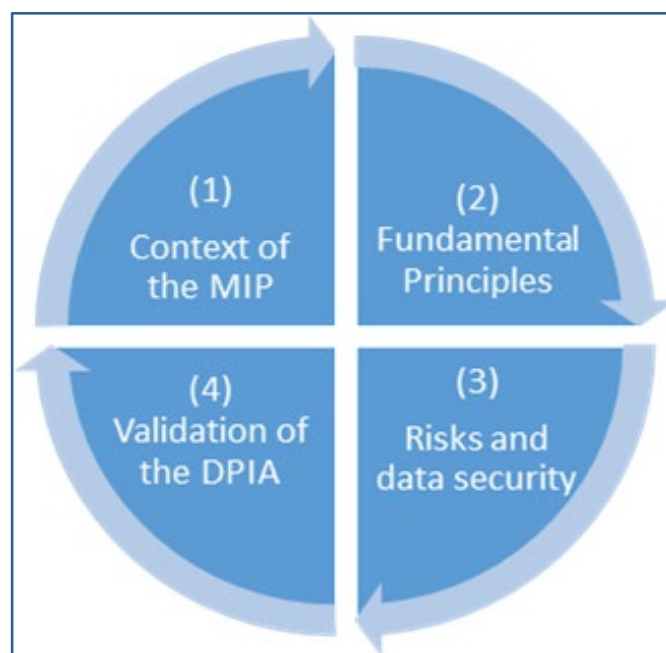 (1)
Context of
the MIP
(2)
Fundamental
Principles
(3)
Risks and
data security
(4)
Validation of
the DPIA